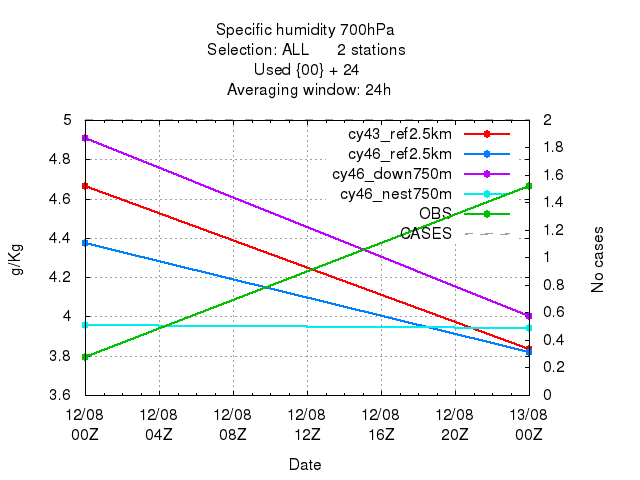 Specific humidity 700hPa
Selection: ALL 2 stations
Used {00} + 24
Averaging window: 24h
5
4.8
4.6
4.4
4.2
4
3.8
3.6
g/Kg
2
1.8
1.6
1.4
1.2
1
0.8
0.6
0.4
0.2
0
No cases
cy43_ref2.5km
cy46_ref2.5km
cy46_down750m
cy46_nest750m
OBS
CASES
12/08 12/08 12/08 12/08 12/08 12/08 13/08
00Z 04Z 08Z 12Z 16Z 20Z 00Z
Date